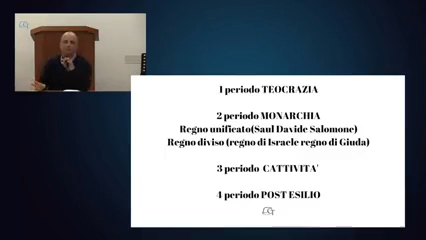 1 periodo TEOCRAZIA
2 periodo MONARCHIA
Regno unificato(Saul Davide Salomone)
Regno diviso (regno di Israele regno di Giuda)
3 periodo CATTIVITA'
4 periodo POST ESILIO